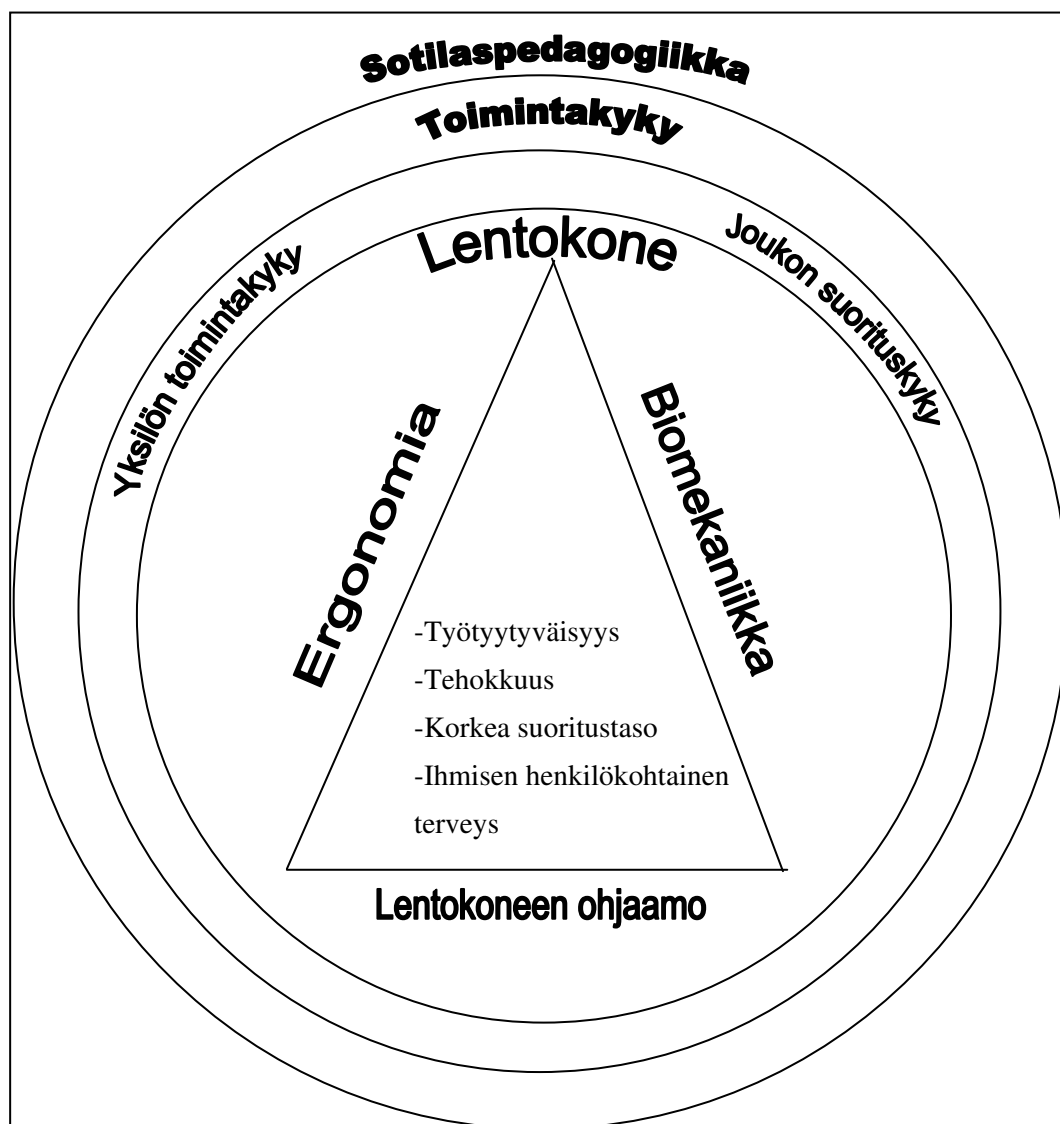 Sotilaspedagogiikka
Toimintakyky
Lentokone
Yksilön toimintakyky
Joukon suorituskyky
Ergonomia
Biomekaniikka
-Työtyytyväisyys
-Tehokkuus
-Korkea suoritustaso
-Ihmisen henkilökohtainen
terveys
Lentokoneen ohjaamo